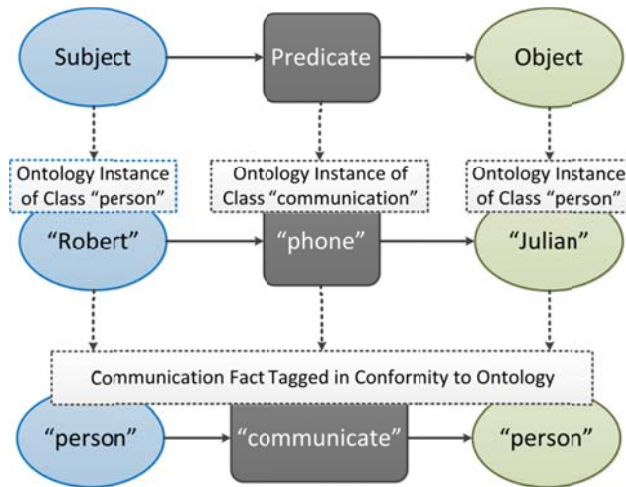 Subject
Predicate
Object
Ontology Instance
of Class “person”
Ontology Instance of
Class “communication”
Ontology Instance
of Class “person”
“Robert”
“phone”
“Julian”
Communication Fact Tagged in Conformity to Ontology
“person”
“communicate”
“person”